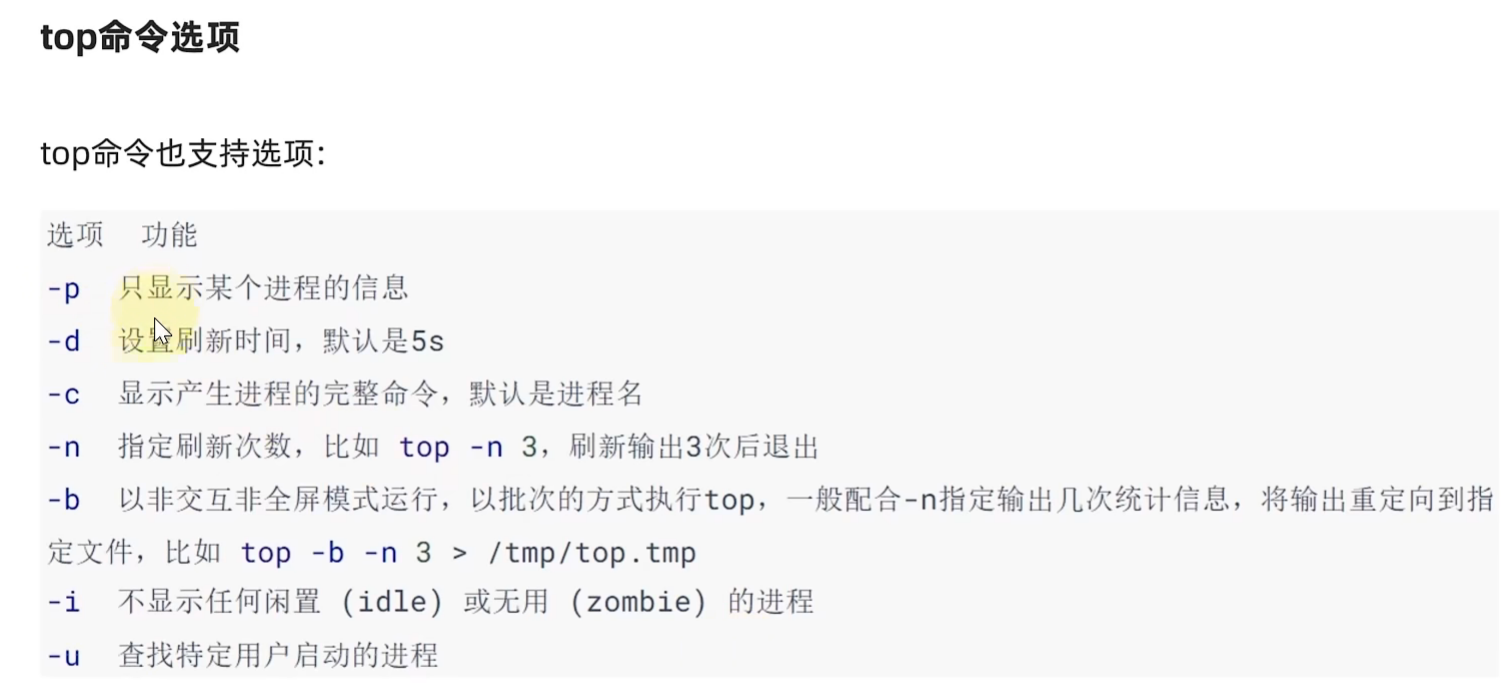 top命令选项
top命令也支持选项:
选项 功能
-p 只显示某个进程的信息
-d 设置刷新时间，默认是5s
-c 显示产生进程的完整命令，默认是进程名
-n 指定刷新次数，比如 top -n 3，刷新输出3次后退出
-b 以非交互非全屏模式运行，以批次的方式执行top，一般配合-n指定输出几次统计信息，将输出重定向到指
定文件，比如 top -b -n 3 > /tmp/top.tmp
-i 不显示任何闲置 (idle) 或无用 (zombie) 的进程
-u 查找特定用户启动的进程